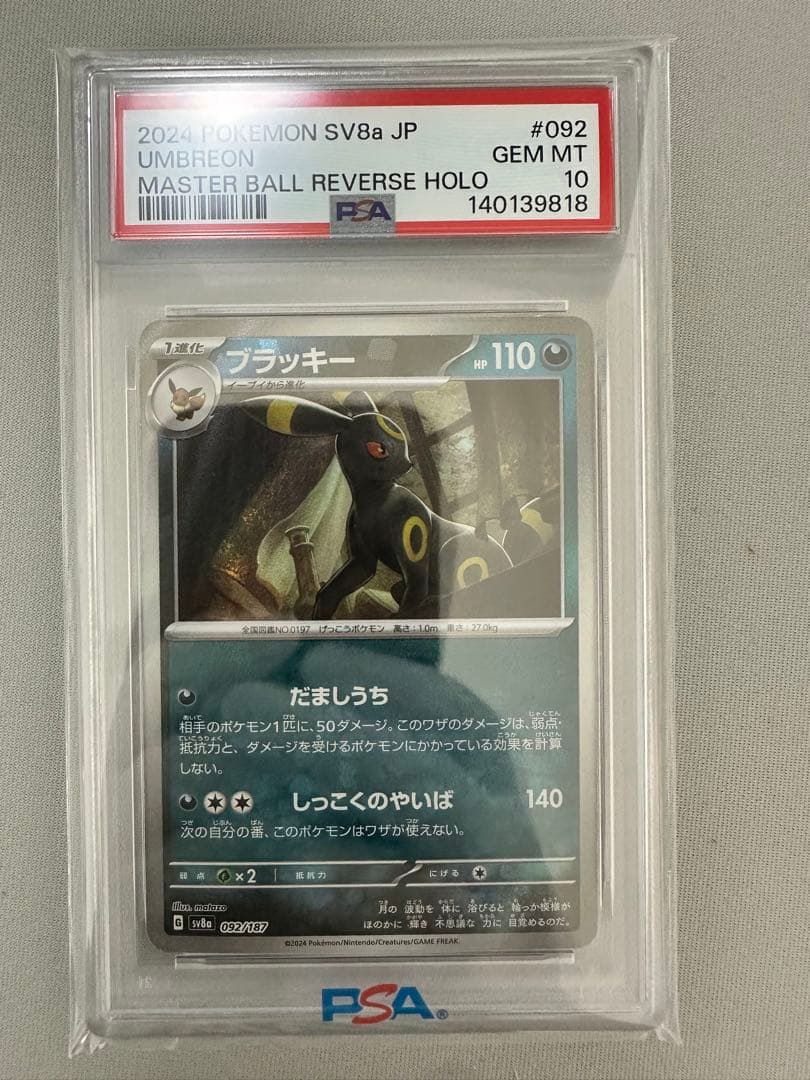 2024 POKEMON SV8a JP #092
UMBREON GEM MT
MASTER BALL REVERSE HOLO 10
PSA 140139818
1進化 ブラッキー HP 110
イーブイから進化
全国図鑑NO.0197 げっこうポケモン 高さ:1.0m 重さ:27.0kg
だましうち
相手のポケモン1匹に、50ダメージ。このワザのダメージは、弱点・
抵抗力と、ダメージを受けるポケモンにかかっている効果を計算
しない。
しっこくのやいば 140
次の自分の番、このポケモンはワザが使えない。
弱点 ×2 抵抗力 にげる
Illus. matazo
月の波動を体に浴びると輪っか模様が
G sv8a 092/187
ほのかに輝き不思議な力に目覚めるのだ。
©2024 Pokémon/Nintendo/Creatures/GAME FREAK.
PSA®